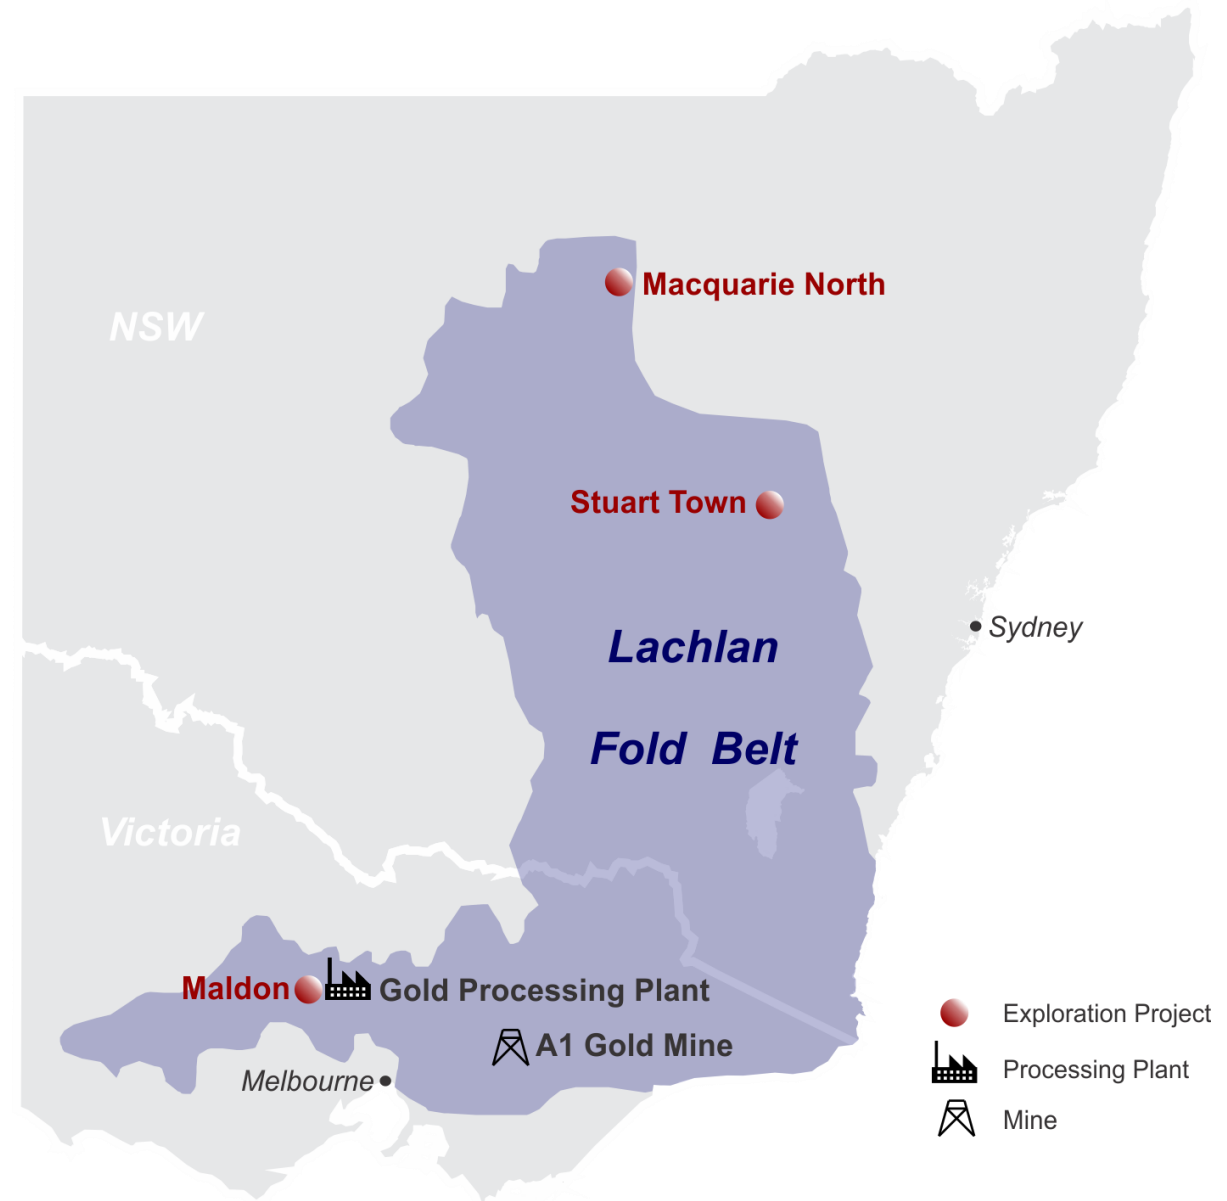 Macquarie North
NSW
Stuart Town
Sydney
Lachlan
Fold Belt
Victoria
Maldon
Gold Processing Plant
A1 Gold Mine
Melbourne
Exploration Project
Processing Plant
Mine